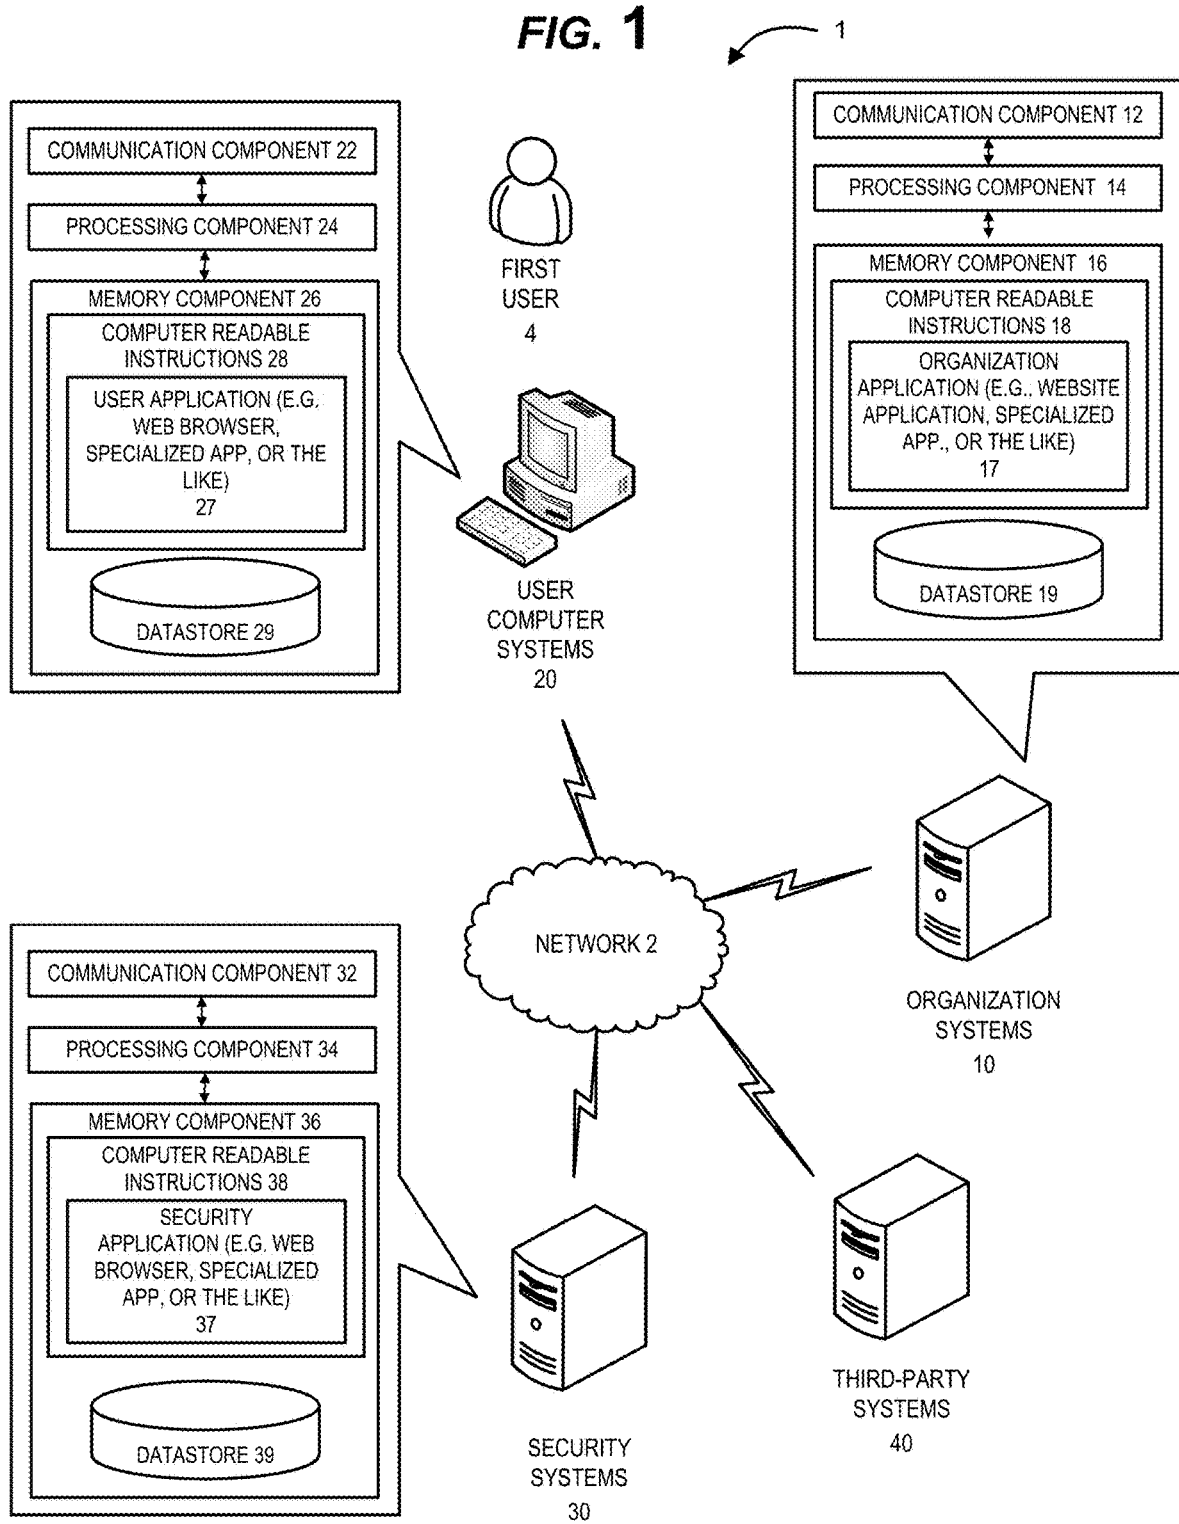 FIG. 1
1
COMMUNICATION COMPONENT 22
PROCESSING COMPONENT 24
MEMORY COMPONENT 26
COMPUTER READABLE
INSTRUCTIONS 28
USER APPLICATION (E.G.
WEB BROWSER,
SPECIALIZED APP, OR THE
LIKE)
27
DATASTORE 29
FIRST
USER
4
USER
COMPUTER
SYSTEMS
20
COMMUNICATION COMPONENT 12
PROCESSING COMPONENT 14
MEMORY COMPONENT 16
COMPUTER READABLE
INSTRUCTIONS 18
ORGANIZATION
APPLICATION (E.G., WEBSITE
APPLICATION, SPECIALIZED
APP., OR THE LIKE)
17
DATASTORE 19
NETWORK 2
ORGANIZATION
SYSTEMS
10
COMMUNICATION COMPONENT 32
PROCESSING COMPONENT 34
MEMORY COMPONENT 36
COMPUTER READABLE
INSTRUCTIONS 38
SECURITY
APPLICATION (E.G. WEB
BROWSER, SPECIALIZED
APP, OR THE LIKE)
37
DATASTORE 39
SECURITY
SYSTEMS
30
THIRD-PARTY
SYSTEMS
40